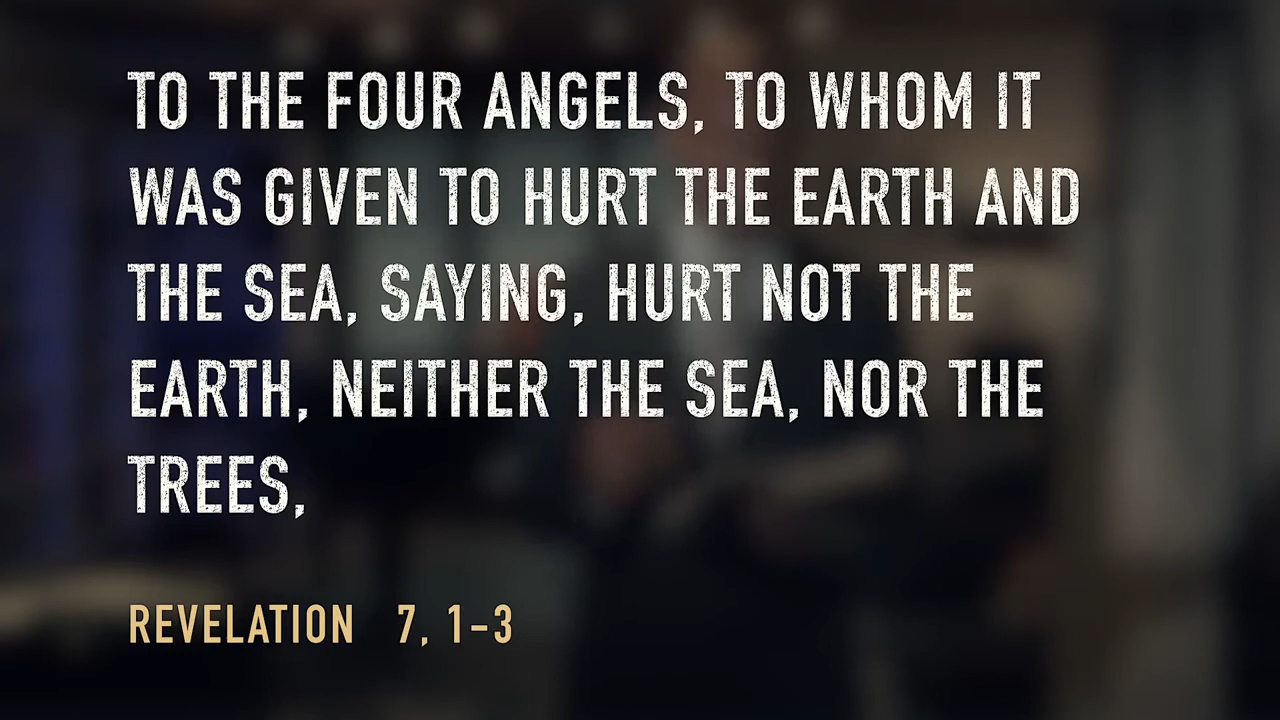 TO THE FOUR ANGELS, TO WHOM IT
WAS GIVEN TO HURT THE EARTH AND
THE SEA, SAYING, HURT NOT THE
EARTH, NEITHER THE SEA, NOR THE
TREES,
REVELATION 7, 1-3